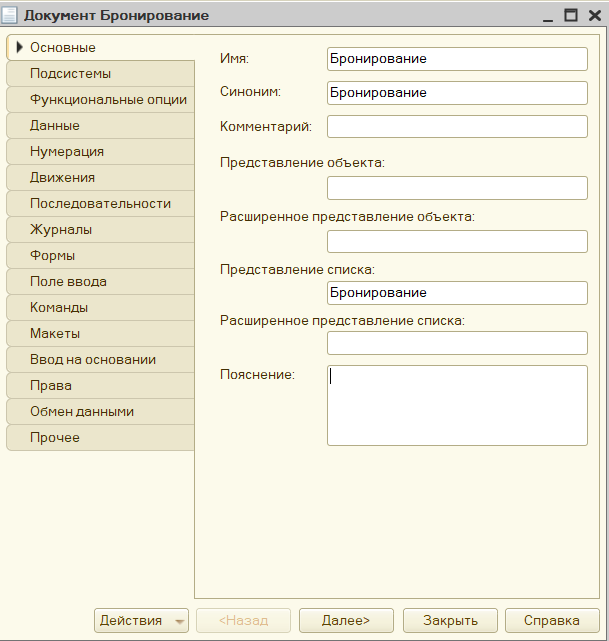 Документ Бронирование
Основные
Подсистемы
Функциональные опции
Данные
Нумерация
Движения
Последовательности
Журналы
Формы
Поле ввода
Команды
Макеты
Ввод на основании
Права
Обмен данными
Прочее
Имя: Бронирование
Синоним: Бронирование
Комментарий:
Представление объекта:
Расширенное представление объекта:
Представление списка:
Бронирование
Расширенное представление списка:
Пояснение:
Действия <Назад Далее> Закрыть Справка